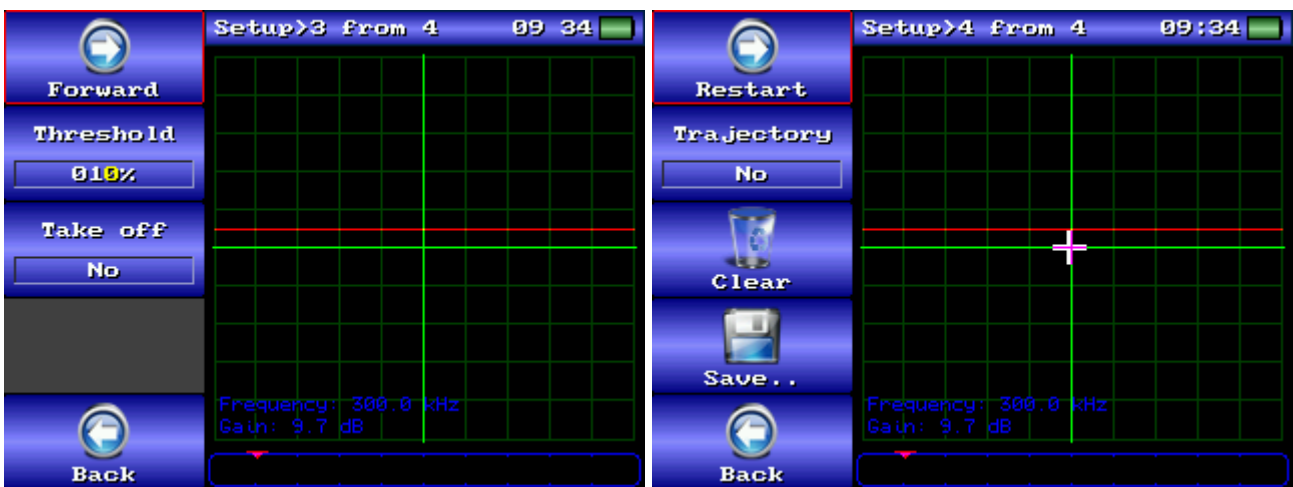 Setup>3 from 4 09 34
Forward
Threshold
010%
Take off
No
Frequency: 300.0 kHz
Gain: 9.7 dB
Back
Setup>4 from 4 09:34
Restart
Trajectory
No
Clear
Save..
Frequency: 300.0 kHz
Gain: 9.7 dB
Back